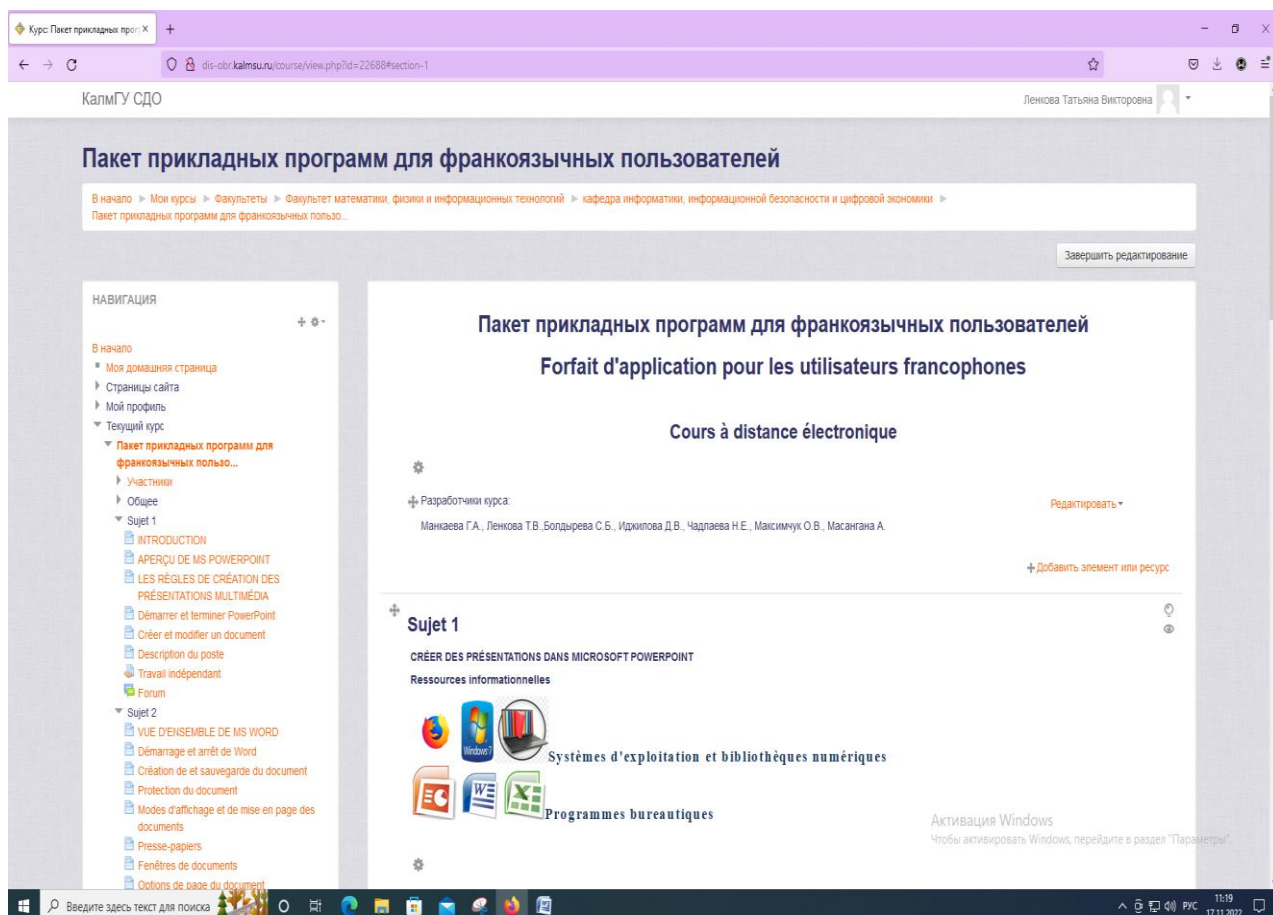 Курс: Пакет прикладных прог
dis-obr.kalmsu.ru/course/view.php?id=22688#section-1
КалмГУ СДО
Ленкова Татьяна Викторовна
Пакет прикладных программ для франкоязычных пользователей
В начало ▶ Мои курсы ▶ Факультеты ▶ Факультет математики, физики и информационных технологий ▶ кафедра информатики, информационной безопасности и цифровой экономики ▶
Пакет прикладных программ для франкоязычных пользо...
Завершить редактирование
НАВИГАЦИЯ
В начало
Моя домашняя страница
Страницы сайта
Мой профиль
Текущий курс
Пакет прикладных программ для
франкоязычных пользо...
Участники
Общее
Sujet 1
INTRODUCTION
APERÇU DE MS POWERPOINT
LES RÈGLES DE CRÉATION DES
PRÉSENTATIONS MULTIMÉDIA
Démarrer et terminer PowerPoint
Créer et modifier un document
Description du poste
Travail indépendant
Forum
Sujet 2
VUE D'ENSEMBLE DE MS WORD
Démarrage et arrêt de Word
Création de et sauvegarde du document
Protection du document
Modes d'affichage et de mise en page des
documents
Presse-papiers
Fenêtres de documents
Options de page du document
Пакет прикладных программ для франкоязычных пользователей
Forfait d'application pour les utilisateurs francophones
Cours à distance électronique
Разработчики курса:
Редактировать
Манкаева Г.А., Ленкова Т.В.,Болдырева С.Б., Иджилова Д.В., Чадлаева Н.Е., Максимчук О.В., Масангана А.
Добавить элемент или ресурс
Sujet 1
CRÉER DES PRÉSENTATIONS DANS MICROSOFT POWERPOINT
Ressources informationnelles
Windows 7
Systèmes d'exploitation et bibliothèques numériques
Programmes bureautiques
Активация Windows
Чтобы активировать Windows, перейдите в раздел "Параметры".
Введите здесь текст для поиска
РУС
11:19
17.11.2022